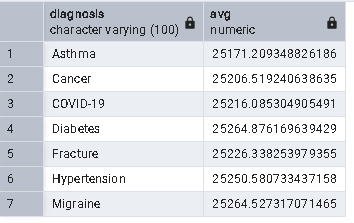 diagnosis avg
character varying (100) numeric
1 Asthma 25171.209348826186
2 Cancer 25206.519240638635
3 COVID-19 25216.085304905491
4 Diabetes 25264.876169639429
5 Fracture 25226.338253979355
6 Hypertension 25250.580733437158
7 Migraine 25264.527317071465